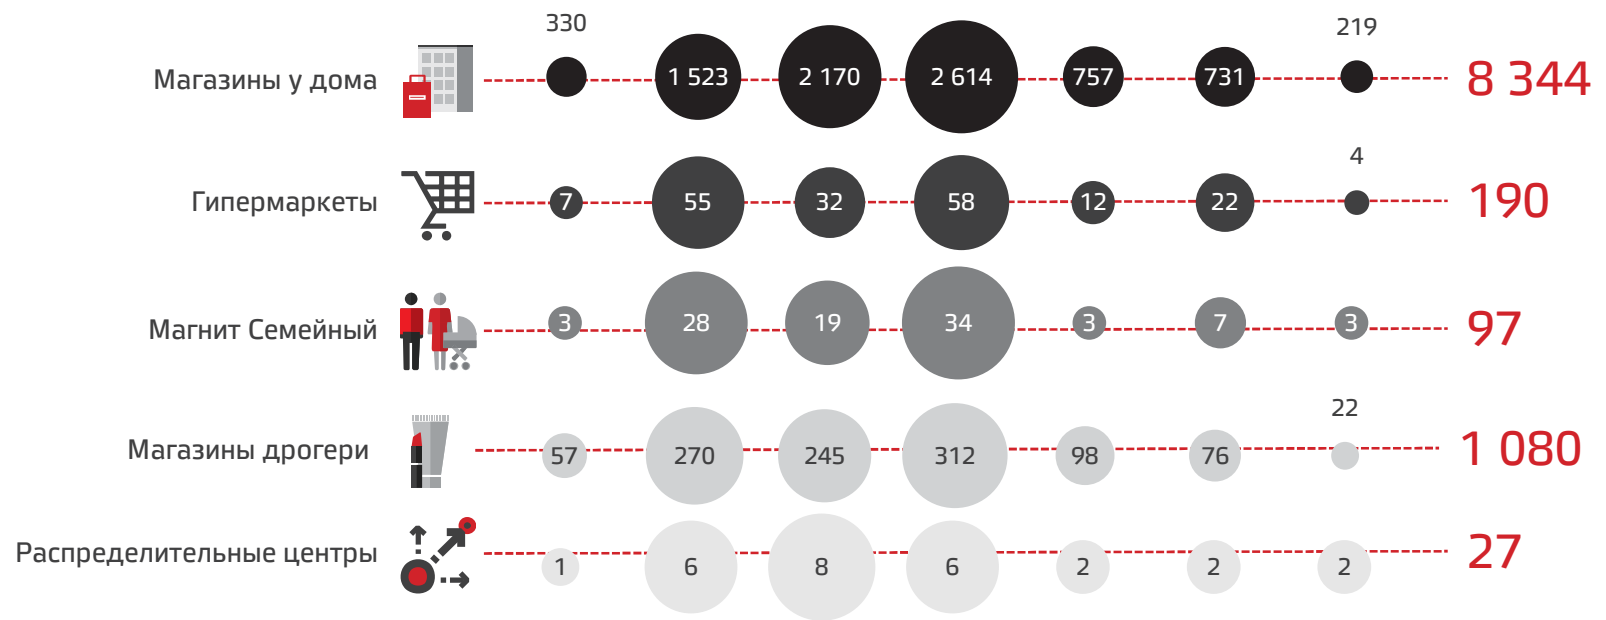 330 219
Магазины у дома 1 523 2 170 2 614 757 731 8 344
4
Гипермаркеты 7 55 32 58 12 22 190
Магнит Семейный 3 28 19 34 3 7 3 97
22
Магазины дрогери 57 270 245 312 98 76 1 080
Распределительные центры 1 6 8 6 2 2 2 27